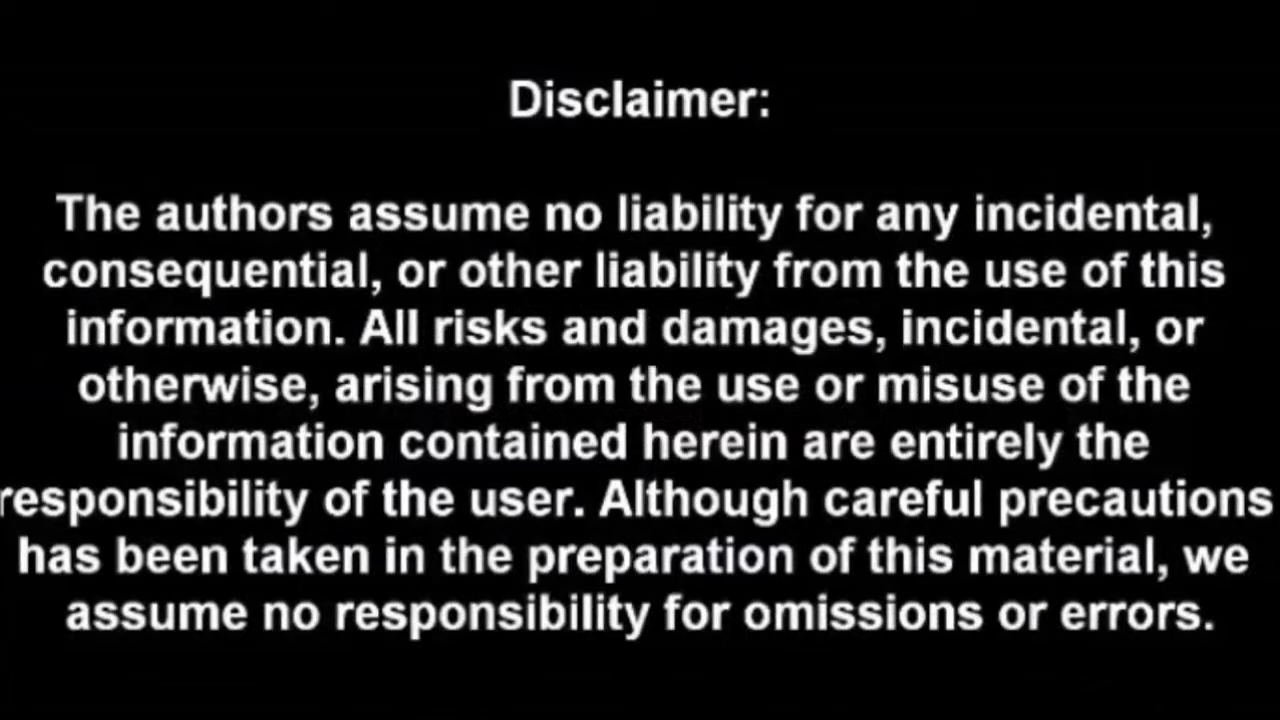 Disclaimer:
The authors assume no liability for any incidental,
consequential, or other liability from the use of this
information. All risks and damages, incidental, or
otherwise, arising from the use or misuse of the
information contained herein are entirely the
responsibility of the user. Although careful precautions
has been taken in the preparation of this material, we
assume no responsibility for omissions or errors.